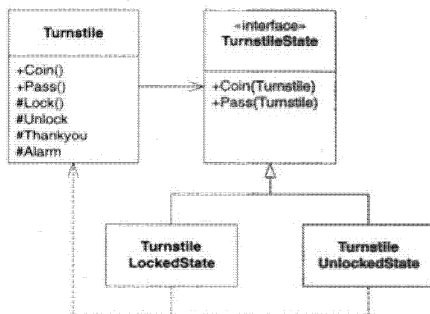 Turnstile
+Coin()
+Pass()
#Lock()
#Unlock
#Thankyou
#Alarm
«interface»
TurnstileState
+Coin(Turnstile)
+Pass(Turnstile)
Turnstile
LockedState
Turnstile
UnlockedState